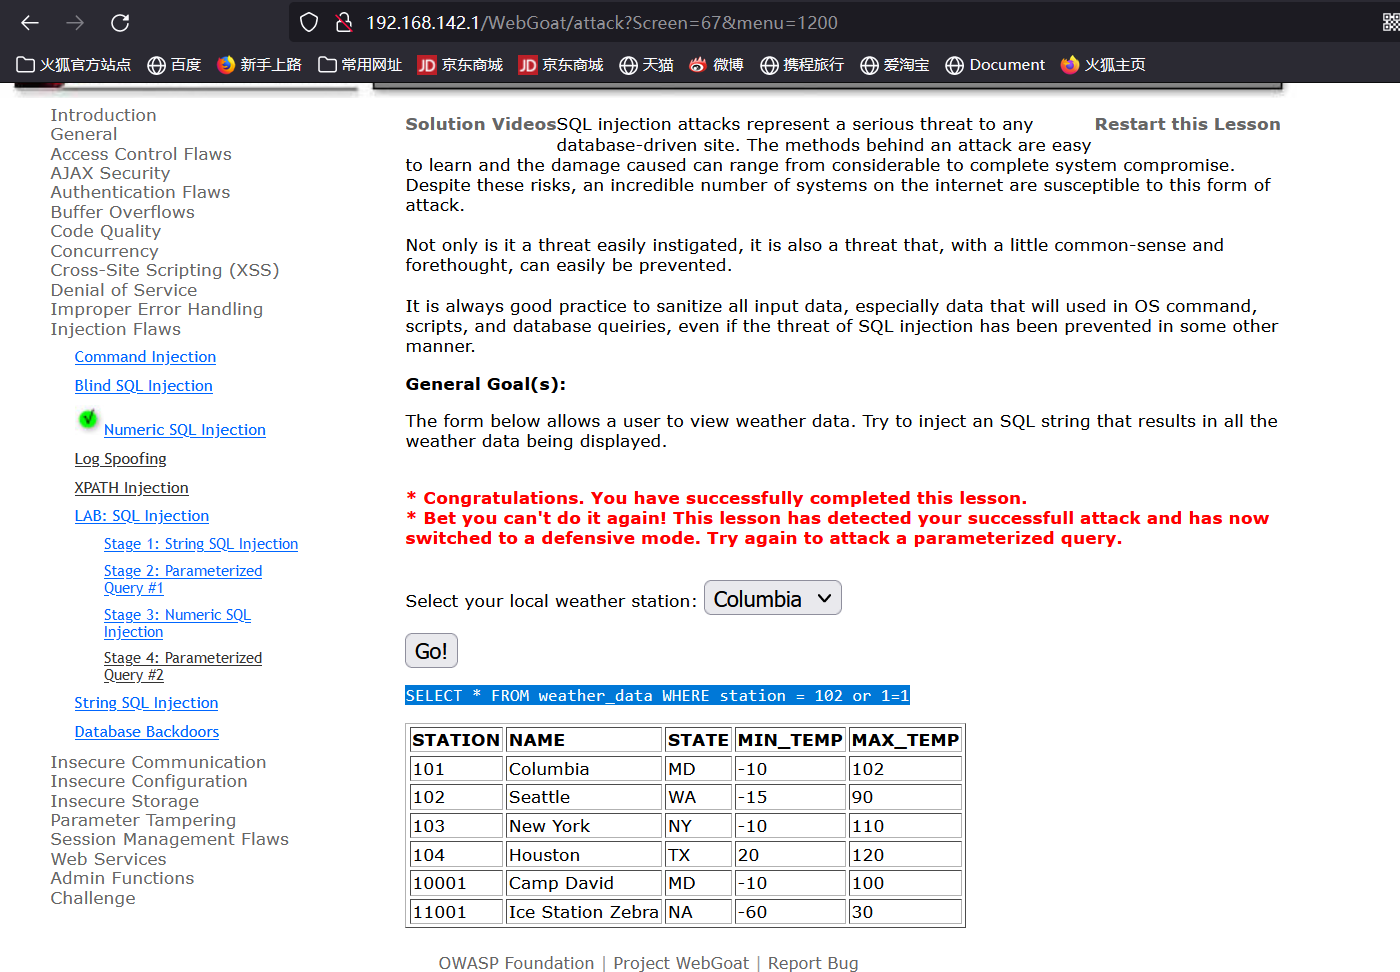 192.168.142.1/WebGoat/attack?Screen=67&menu=1200
火狐官方站点 百度 新手上路 常用网址 JD 京东商城 JD 京东商城 天猫 微博 携程旅行 爱淘宝 Document 火狐主页
Introduction
General
Access Control Flaws
AJAX Security
Authentication Flaws
Buffer Overflows
Code Quality
Concurrency
Cross-Site Scripting (XSS)
Denial of Service
Improper Error Handling
Injection Flaws
Command Injection
Blind SQL Injection
Numeric SQL Injection
Log Spoofing
XPATH Injection
LAB: SQL Injection
Stage 1: String SQL Injection
Stage 2: Parameterized
Query #1
Stage 3: Numeric SQL
Injection
Stage 4: Parameterized
Query #2
String SQL Injection
Database Backdoors
Insecure Communication
Insecure Configuration
Insecure Storage
Parameter Tampering
Session Management Flaws
Web Services
Admin Functions
Challenge
Solution Videos SQL injection attacks represent a serious threat to any Restart this Lesson
database-driven site. The methods behind an attack are easy
to learn and the damage caused can range from considerable to complete system compromise.
Despite these risks, an incredible number of systems on the internet are susceptible to this form of
attack.
Not only is it a threat easily instigated, it is also a threat that, with a little common-sense and
forethought, can easily be prevented.
It is always good practice to sanitize all input data, especially data that will used in OS command,
scripts, and database queiries, even if the threat of SQL injection has been prevented in some other
manner.
General Goal(s):
The form below allows a user to view weather data. Try to inject an SQL string that results in all the
weather data being displayed.
* Congratulations. You have successfully completed this lesson.
* Bet you can't do it again! This lesson has detected your successfull attack and has now
switched to a defensive mode. Try again to attack a parameterized query.
Select your local weather station: Columbia
Go!
SELECT * FROM weather_data WHERE station = 102 or 1=1
STATION NAME STATE MIN_TEMP MAX_TEMP
101 Columbia MD -10 102
102 Seattle WA -15 90
103 New York NY -10 110
104 Houston TX 20 120
10001 Camp David MD -10 100
11001 Ice Station Zebra NA -60 30
OWASP Foundation | Project WebGoat | Report Bug